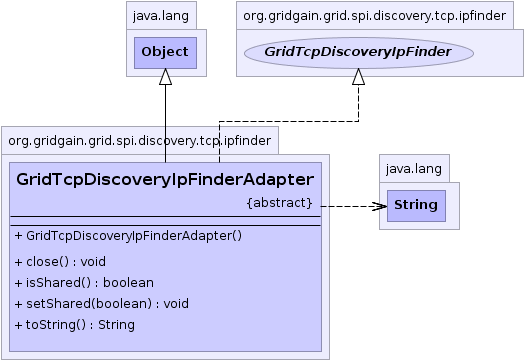 java.lang
Object
org.gridgain.grid.spi.discovery.tcp.ipfinder
GridTcpDiscoveryIpFinder
org.gridgain.grid.spi.discovery.tcp.ipfinder
GridTcpDiscoveryIpFinderAdapter
{abstract}
+ GridTcpDiscoveryIpFinderAdapter()
+ close() : void
+ isShared() : boolean
+ setShared(boolean) : void
+ toString() : String
java.lang
String